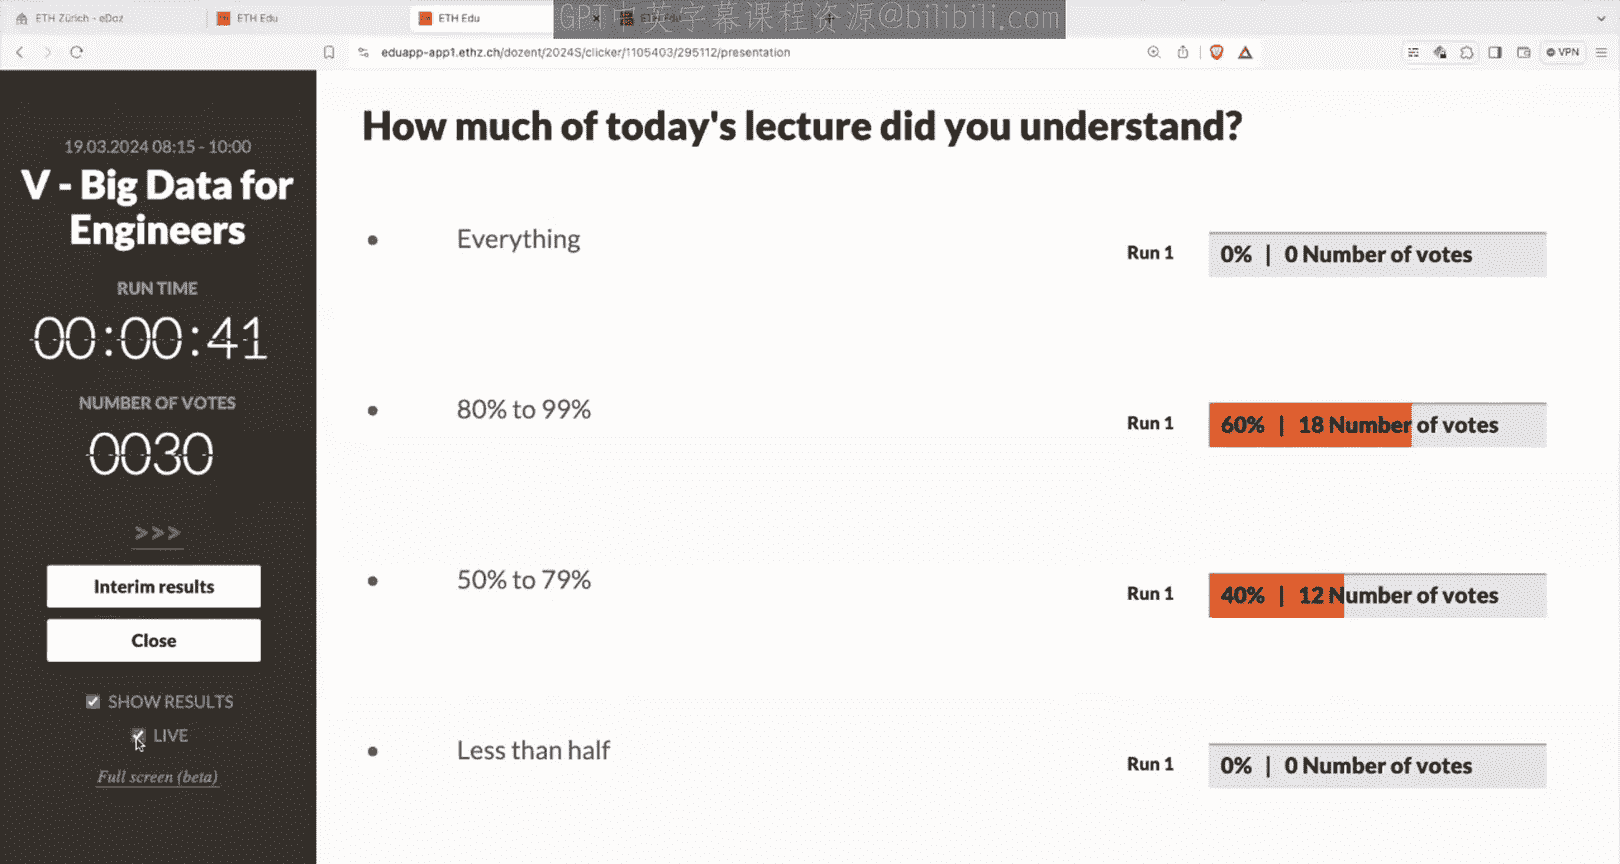 ETH Zürich - eDoz
ETH Edu
ETH Edu
ETH Edu
GPT中英字幕课程资源@bilibili.com
eduapp-app1.ethz.ch/dozent/2024S/clicker/1105403/295112/presentation
VPN
19.03.2024 08:15 - 10:00
V - Big Data for
Engineers
RUN TIME
00:00:41
NUMBER OF VOTES
0030
>>>
Interim results
Close
SHOW RESULTS
LIVE
Full screen (beta)
How much of today's lecture did you understand?
• Everything
Run 1
0% | 0 Number of votes
• 80% to 99%
Run 1
60% | 18 Number of votes
• 50% to 79%
Run 1
40% | 12 Number of votes
• Less than half
Run 1
0% | 0 Number of votes